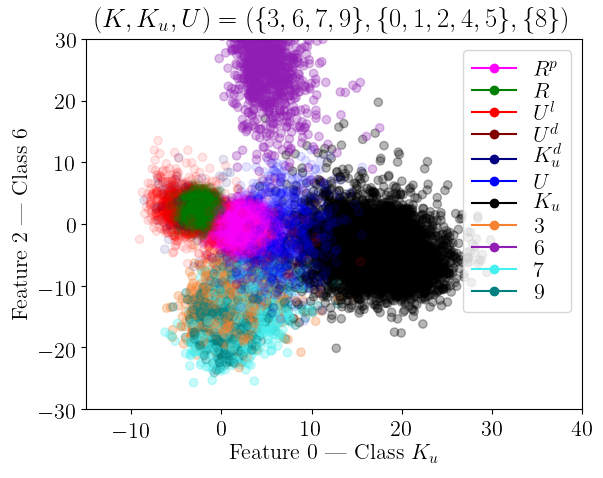 (K, K_u, U) = ({3, 6, 7, 9}, {0, 1, 2, 4, 5}, {8})
30
20
10
0
−10
−20
−30
Feature 2 — Class 6
−10
0
10
20
30
40
Feature 0 — Class K_u
R^p
R
U^l
U^d
K_u^d
U
K_u
3
6
7
9